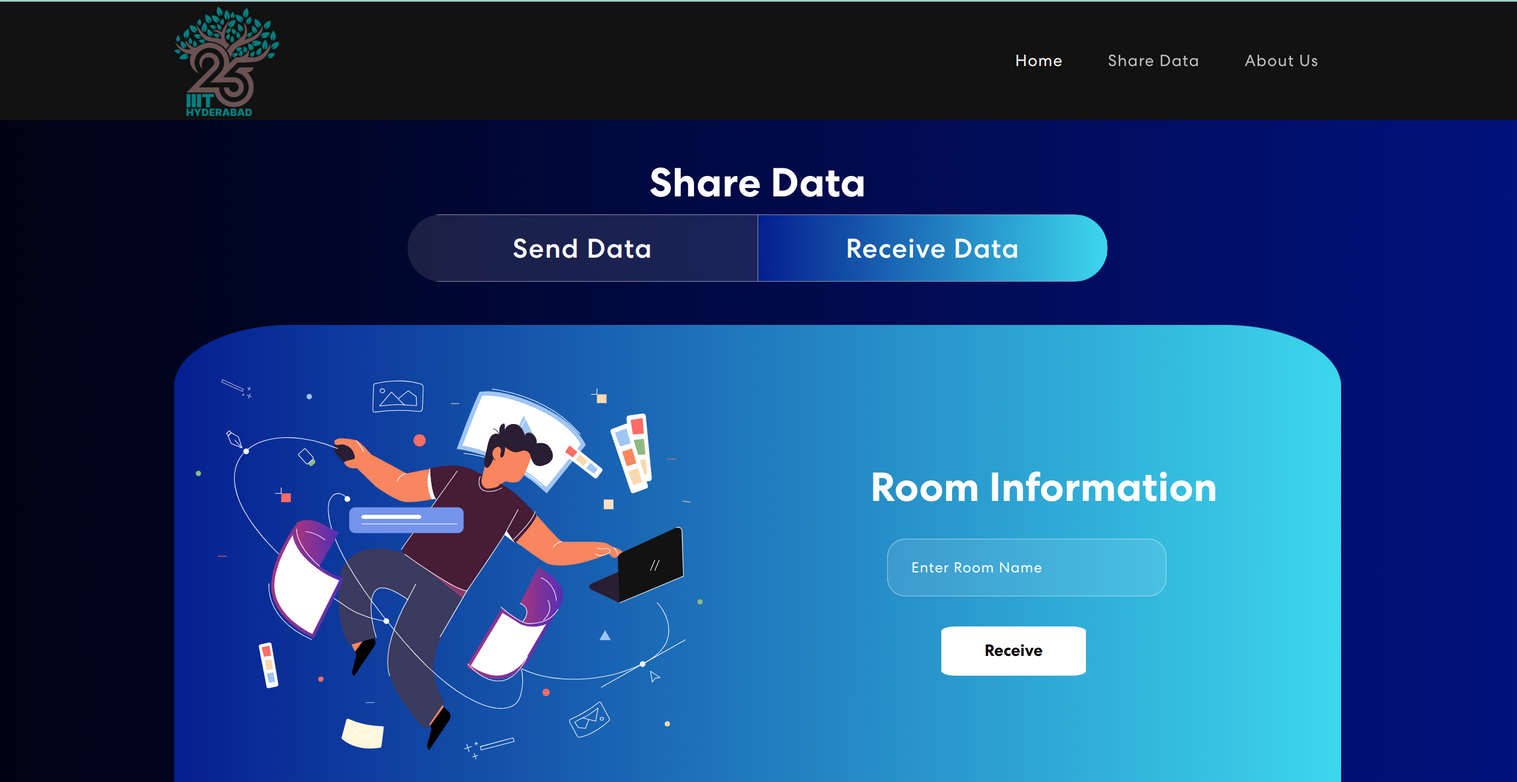 25
IIIT
HYDERABAD
Home
Share Data
About Us
Share Data
Send Data
Receive Data
Room Information
Enter Room Name
Receive